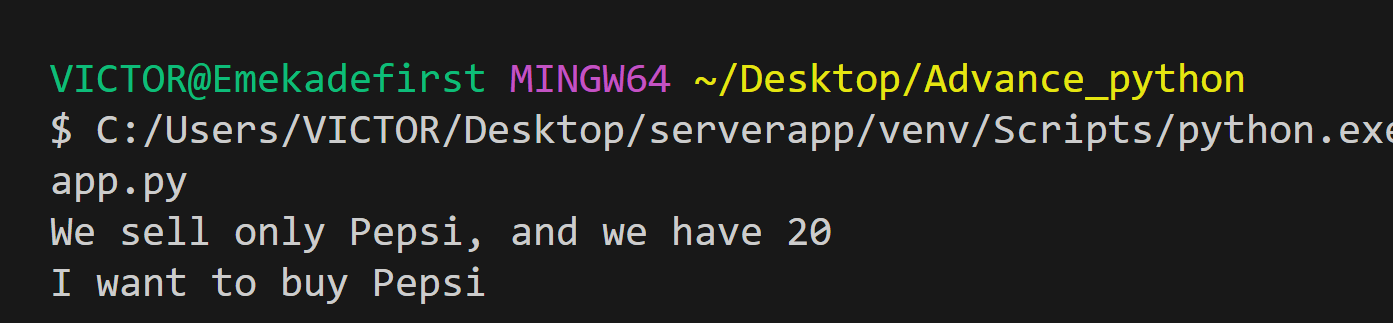 VICTOR@Emekadefirst MINGW64 ~/Desktop/Advance_python
$ C:/Users/VICTOR/Desktop/serverapp/venv/Scripts/python.exe
app.py
We sell only Pepsi, and we have 20
I want to buy Pepsi